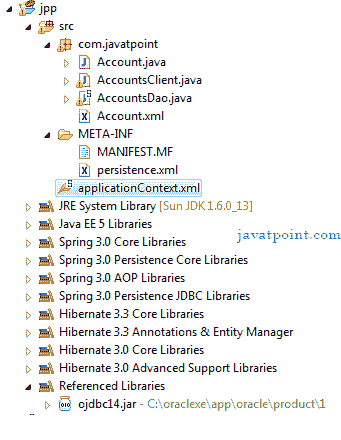 jpp
src
com.javatpoint
Account.java
AccountsClient.java
AccountsDao.java
Account.xml
META-INF
MANIFEST.MF
persistence.xml
applicationContext.xml
JRE System Library [Sun JDK 1.6.0_13]
Java EE 5 Libraries
javatpoint.com
Spring 3.0 Core Libraries
Spring 3.0 Persistence Core Libraries
Spring 3.0 AOP Libraries
Spring 3.0 Persistence JDBC Libraries
Hibernate 3.3 Core Libraries
Hibernate 3.3 Annotations & Entity Manager
Hibernate 3.0 Core Libraries
Hibernate 3.0 Advanced Support Libraries
Referenced Libraries
ojdbc14.jar - C:\oraclexe\app\oracle\product\1